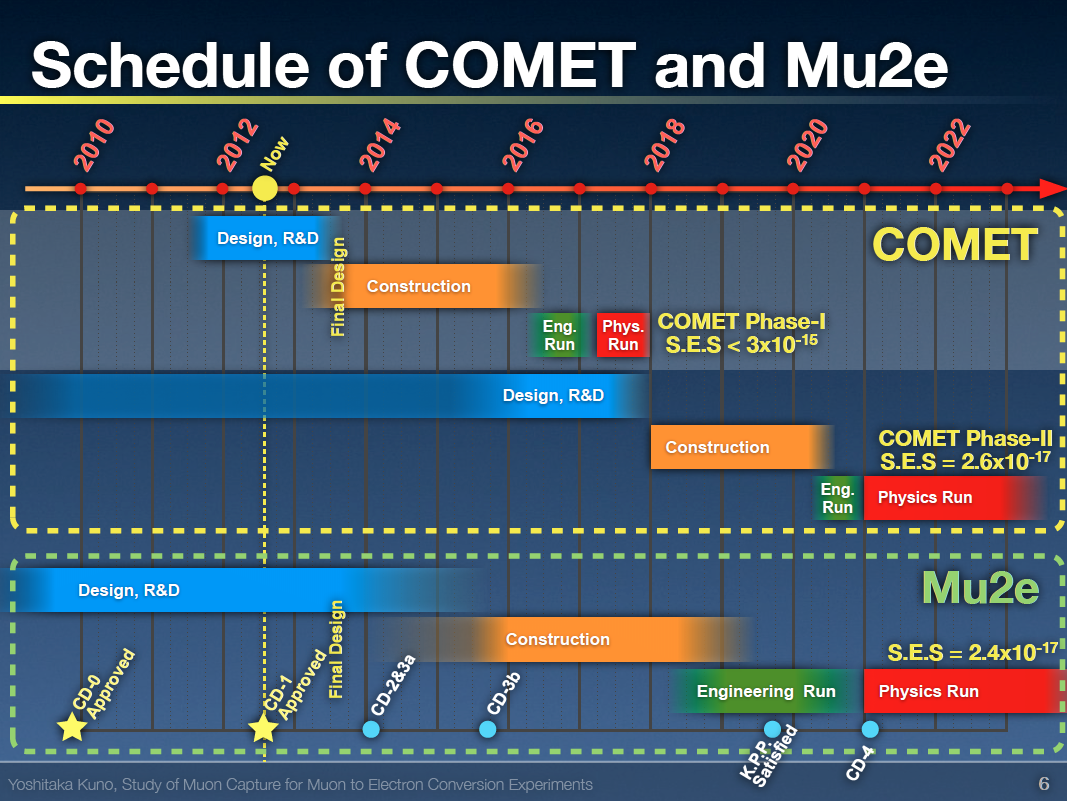 Schedule of COMET and Mu2e
2010
2012
Now
2014
2016
2018
2020
2022
COMET
Design, R&D
Final Design
Construction
Eng.
Run
Phys.
Run
COMET Phase-I
S.E.S < 3x10⁻¹⁵
Design, R&D
Construction
COMET Phase-II
S.E.S = 2.6x10⁻¹⁷
Eng.
Run
Physics Run
Mu2e
Design, R&D
Final Design
Construction
S.E.S = 2.4x10⁻¹⁷
Engineering Run
Physics Run
CD-0
Approved
CD-1
Approved
CD-2&3a
CD-3b
K.P.P.
Satisfied
CD-4
Yoshitaka Kuno, Study of Muon Capture for Muon to Electron Conversion Experiments
6